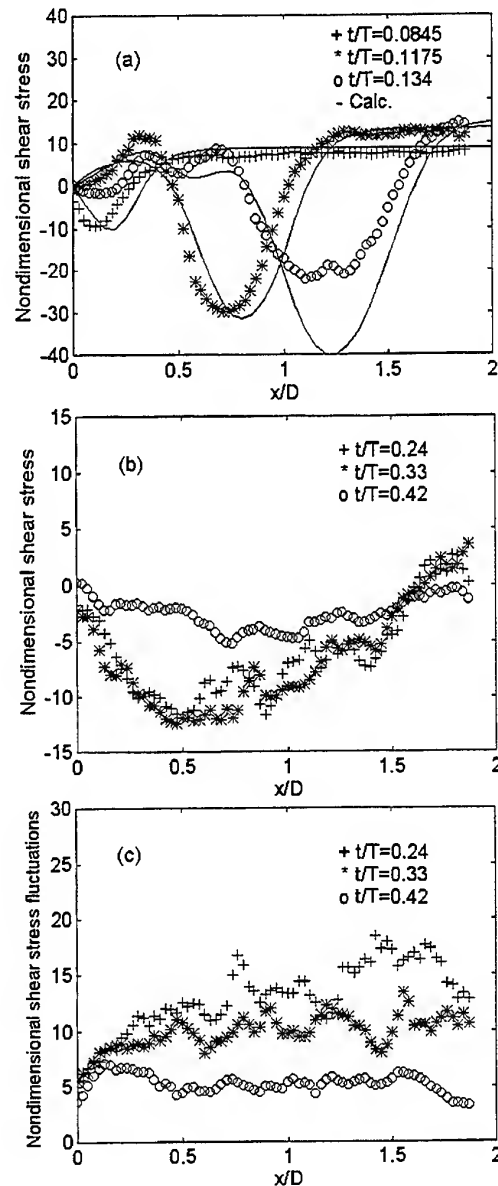 40
30
20
10
0
-10
-20
-30
-40
Nondimensional shear stress
(a)
+ t/T=0.0845
* t/T=0.1175
o t/T=0.134
- Calc.
0
0.5
1
1.5
2
x/D
15
10
5
0
-5
-10
-15
Nondimensional shear stress
(b)
+ t/T=0.24
* t/T=0.33
o t/T=0.42
0
0.5
1
1.5
2
x/D
30
25
20
15
10
5
0
Nondimensional shear stress fluctuations
(c)
+ t/T=0.24
* t/T=0.33
o t/T=0.42
0
0.5
1
1.5
2
x/D